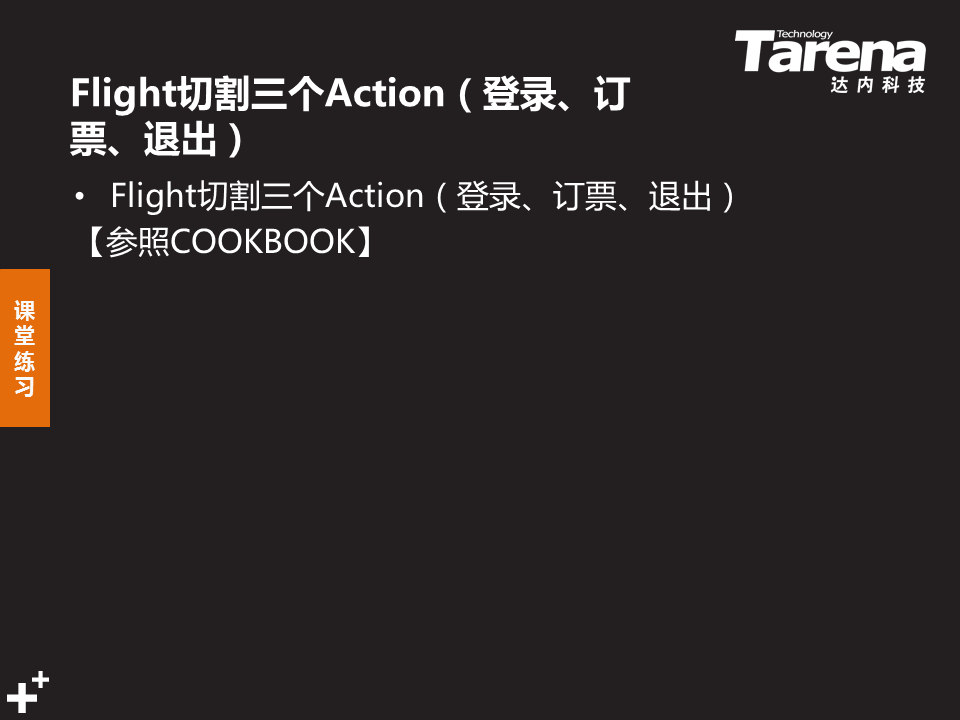 Technology
Tarena
达内科技
Flight切割三个Action（登录、订
票、退出）
• Flight切割三个Action（登录、订票、退出）
【参照COOKBOOK】
课
堂
练
习